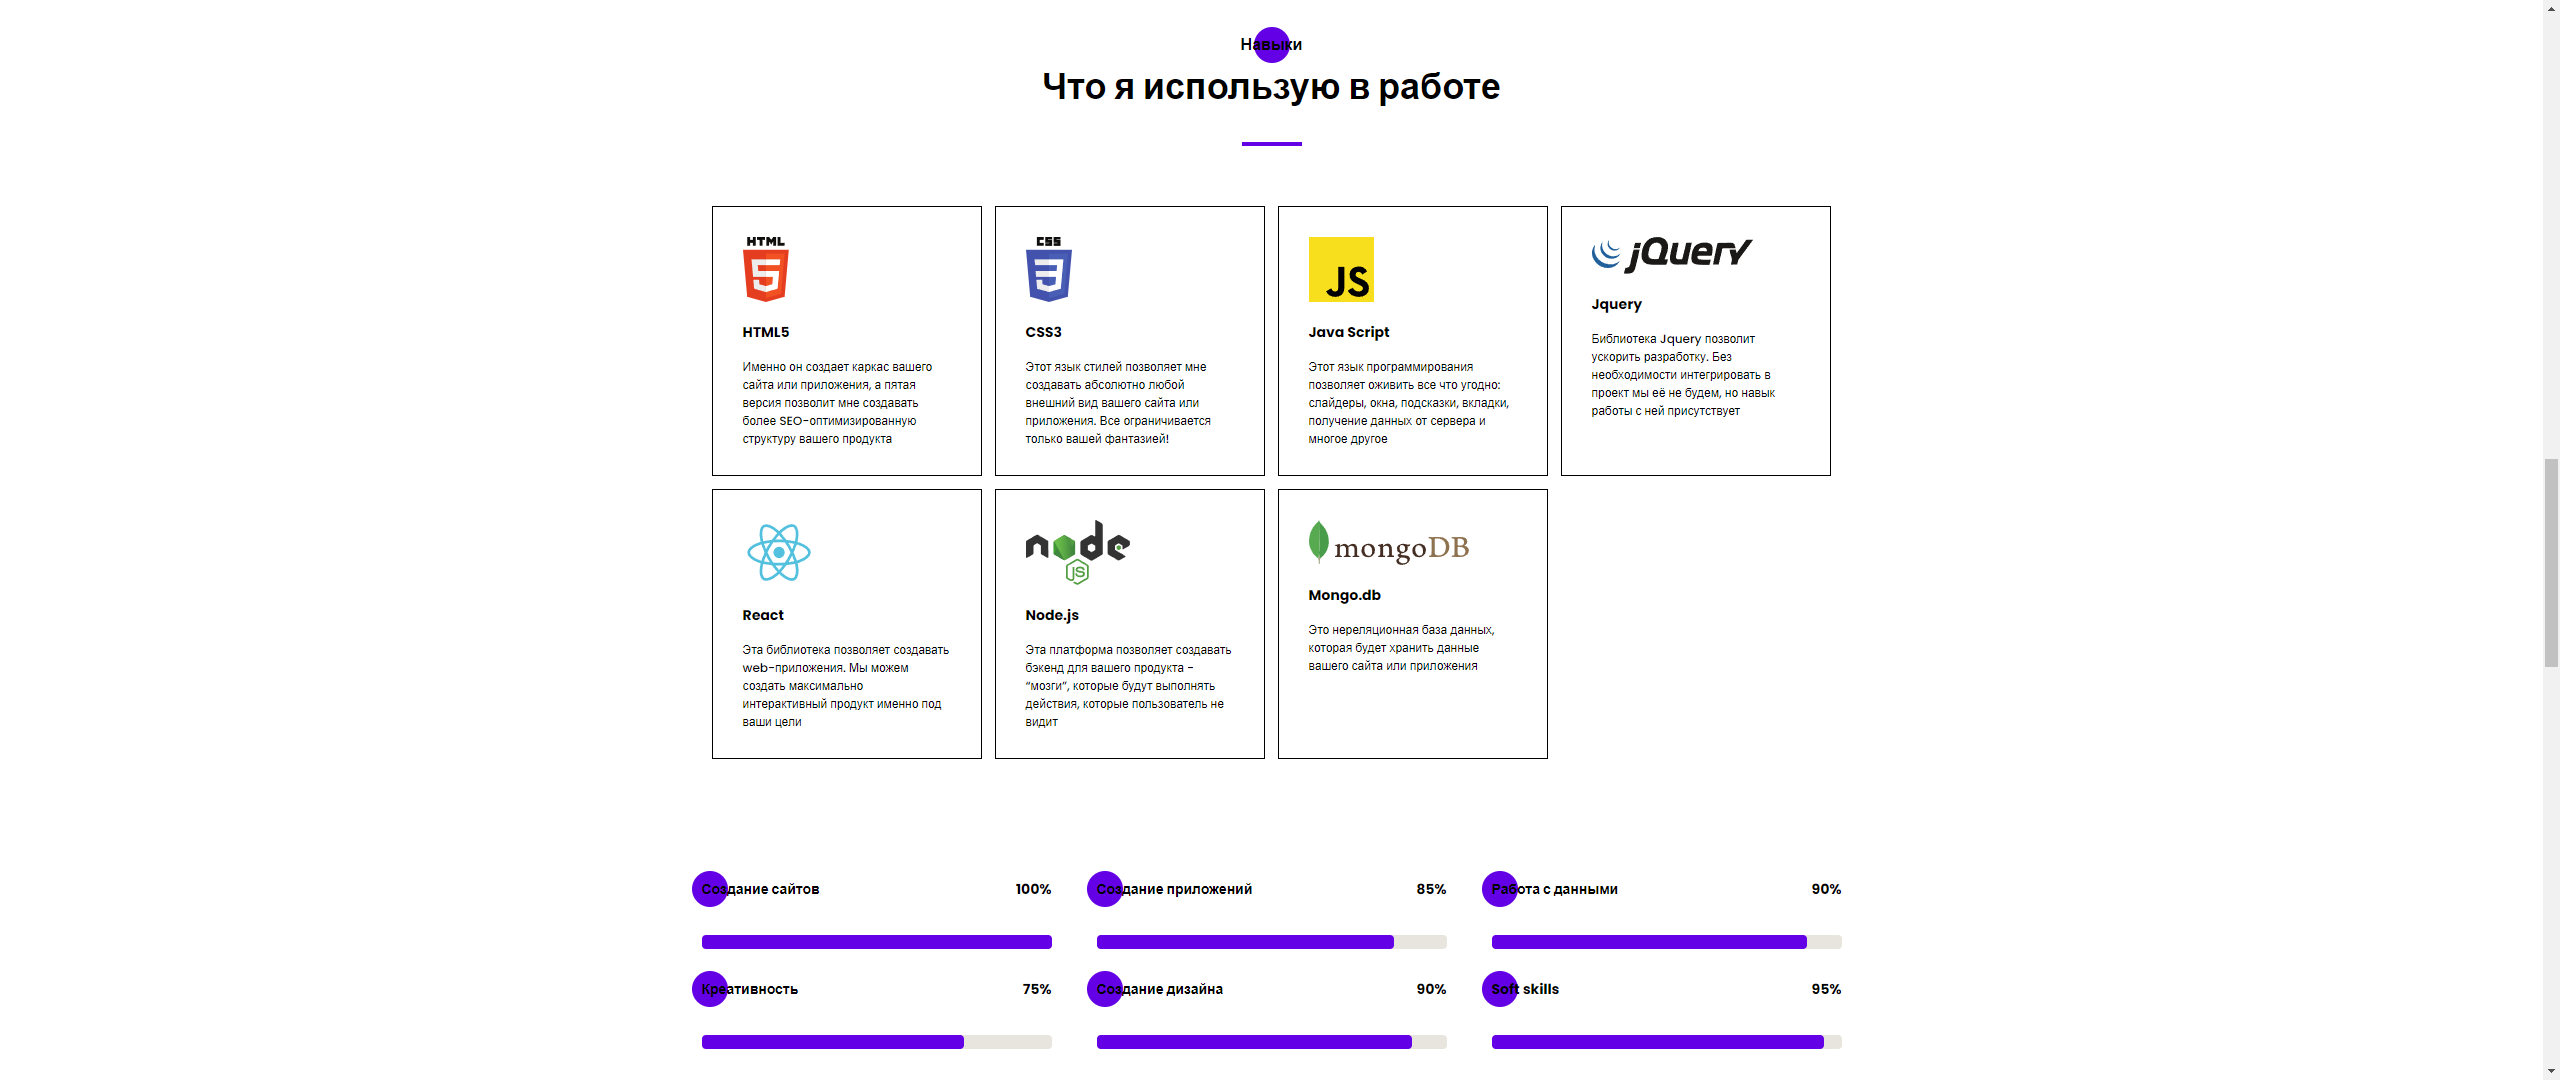 Навыки
Что я использую в работе
HTML
HTML5
Именно он создает каркас вашего
сайта или приложения, а пятая
версия позволит мне создавать
более SEO-оптимизированную
структуру вашего продукта
CSS
CSS3
Этот язык стилей позволяет мне
создавать абсолютно любой
внешний вид вашего сайта или
приложения. Все ограничивается
только вашей фантазией!
JS
Java Script
Этот язык программирования
позволяет оживить все что угодно:
слайдеры, окна, подсказки, вкладки,
получение данных от сервера и
многое другое
jQuery
Jquery
Библиотека Jquery позволит
ускорить разработку. Без
необходимости интегрировать в
проект мы её не будем, но навык
работы с ней присутствует
React
Эта библиотека позволяет создавать
web-приложения. Мы можем
создать максимально
интерактивный продукт именно под
ваши цели
node
JS
Node.js
Эта платформа позволяет создавать
бэкенд для вашего продукта -
“мозги”, которые будут выполнять
действия, которые пользователь не
видит
mongoDB
Mongo.db
Это нереляционная база данных,
которая будет хранить данные
вашего сайта или приложения
Создание сайтов 100%
Создание приложений 85%
Работа с данными 90%
Креативность 75%
Создание дизайна 90%
Soft skills 95%